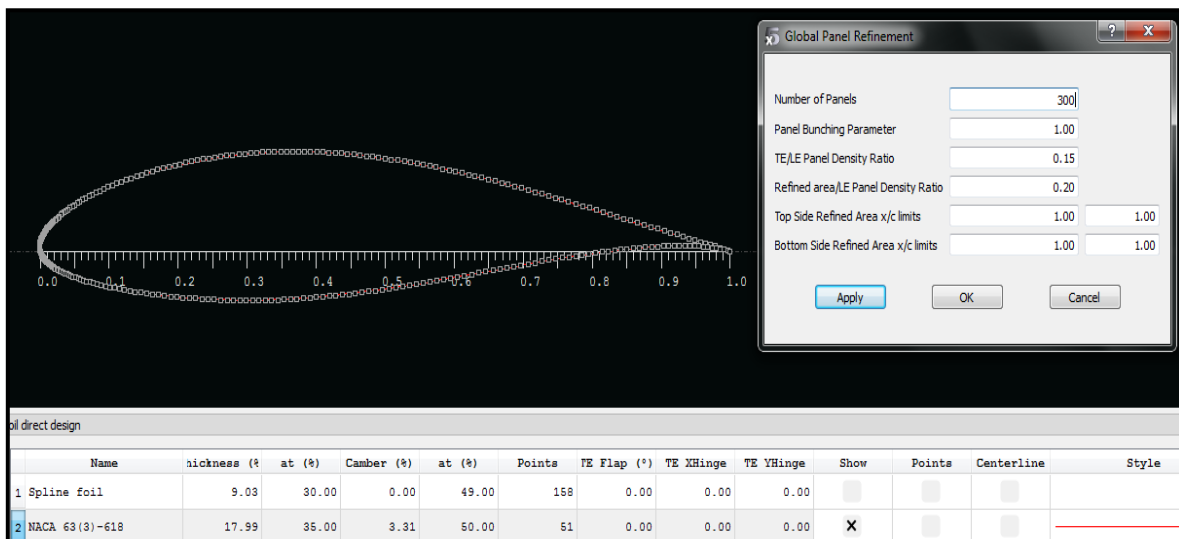 Global Panel Refinement
Number of Panels 300
Panel Bunching Parameter 1.00
TE/LE Panel Density Ratio 0.15
Refined area/LE Panel Density Ratio 0.20
Top Side Refined Area x/c limits 1.00 1.00
Bottom Side Refined Area x/c limits 1.00 1.00
Apply OK Cancel
0.0 0.1 0.2 0.3 0.4 0.5 0.6 0.7 0.8 0.9 1.0
oil direct design
Name hickness (% at (%) Camber (%) at (%) Points TE Flap (°) TE XHinge TE YHinge Show Points Centerline Style
1 Spline foil 9.03 30.00 0.00 49.00 158 0.00 0.00 0.00
2 NACA 63(3)-618 17.99 35.00 3.31 50.00 51 0.00 0.00 0.00 X